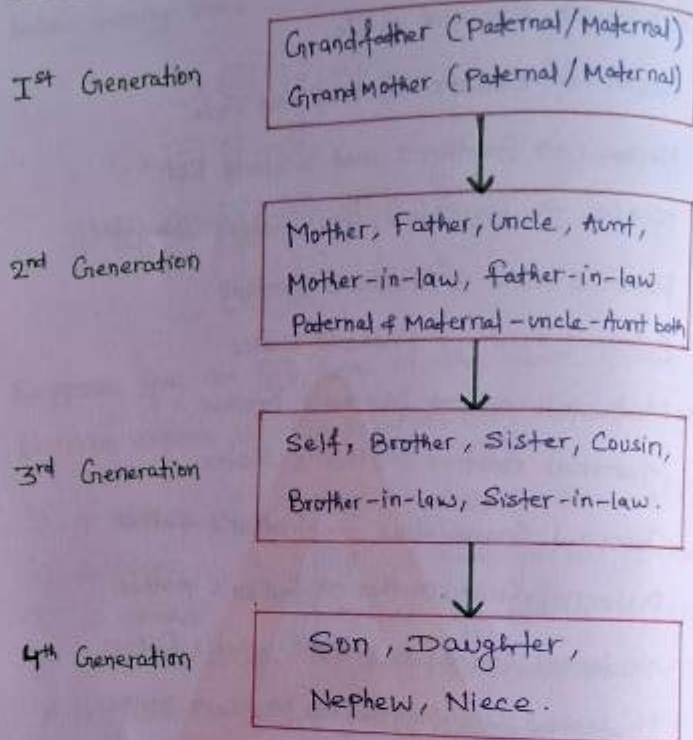 Ist Generation
Grandfather (Paternal/Maternal)
GrandMother (Paternal/Maternal)
2nd Generation
Mother, Father, Uncle, Aunt,
Mother-in-law, father-in-law
Paternal & Maternal-uncle-Aunt both
3rd Generation
Self, Brother, Sister, Cousin,
Brother-in-law, Sister-in-law.
4th Generation
Son, Daughter,
Nephew, Niece.